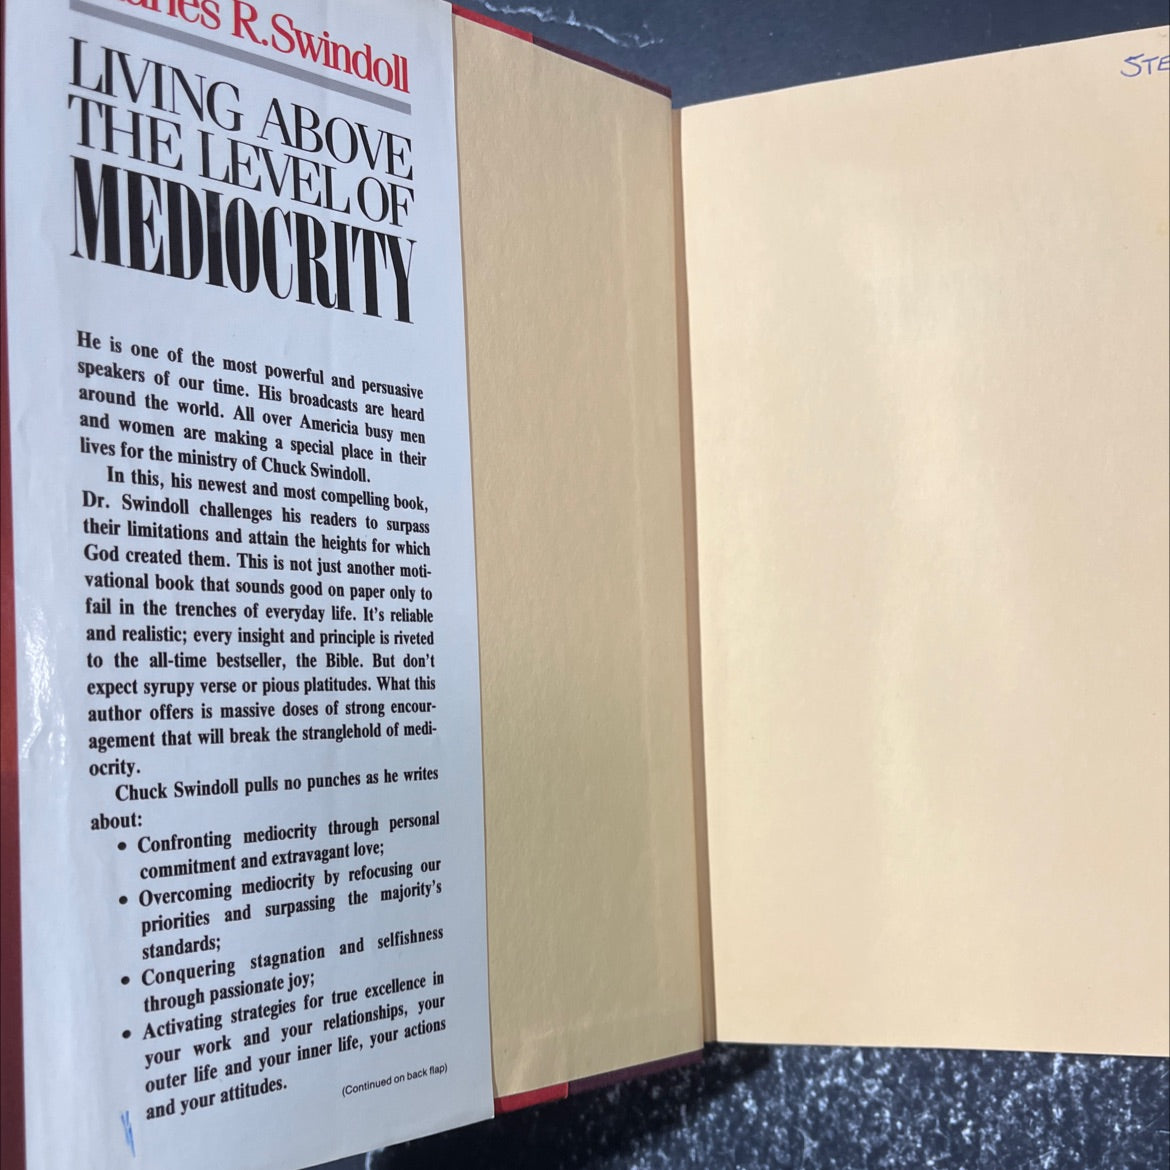 R. Swindoll
LIVING ABOVE
THE LEVEL OF
MEDIOCRITY
He is one of the most powerful and persuasive
speakers of our time. His broadcasts are heard
around the world. All over Americia busy men
and women are making a special place in their
lives for the ministry of Chuck Swindoll.
In this, his newest and most compelling book,
Dr. Swindoll challenges his readers to surpass
their limitations and attain the heights for which
God created them. This is not just another moti-
vational book that sounds good on paper only to
fail in the trenches of everyday life. It's reliable
and realistic; every insight and principle is riveted
to the all-time bestseller, the Bible. But don't
expect syrupy verse or pious platitudes. What this
author offers is massive doses of strong encour-
agement that will break the stranglehold of medi-
ocrity.
Chuck Swindoll pulls no punches as he writes
about:
• Confronting mediocrity through personal
commitment and extravagant love;
• Overcoming mediocrity by refocusing our
priorities and surpassing the majority's
standards;
• Conquering stagnation and selfishness
through passionate joy;
• Activating strategies for true excellence in
your work and your relationships, your
outer life and your inner life, your actions
and your attitudes.
(Continued on back flap)
STE